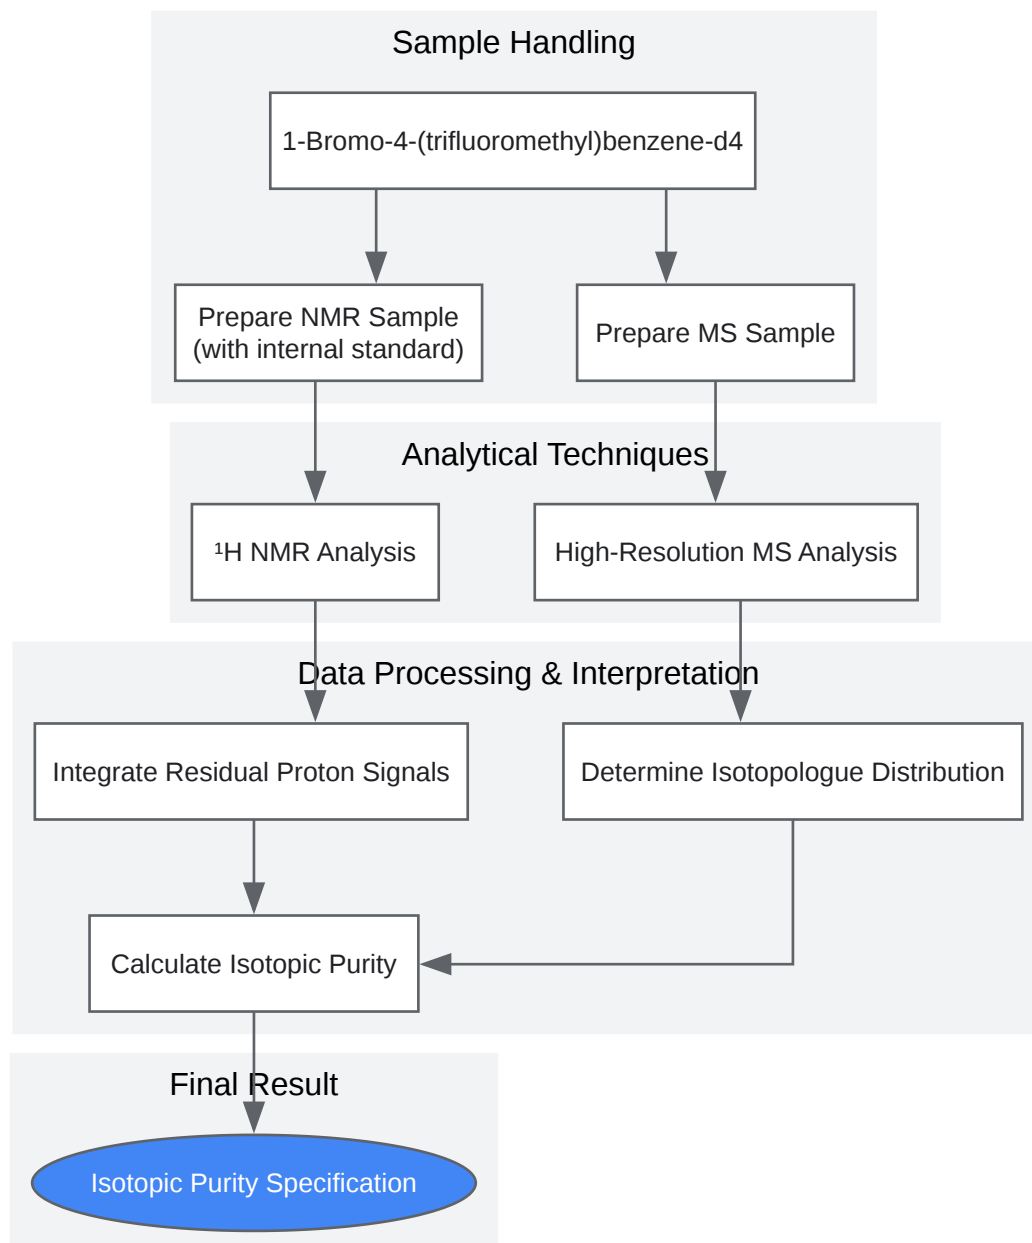 Sample Handling
1-Bromo-4-(trifluoromethyl)benzene-d4
Prepare NMR Sample
(with internal standard)
Prepare MS Sample
Analytical Techniques
¹H NMR Analysis
High-Resolution MS Analysis
Data Processing & Interpretation
Integrate Residual Proton Signals
Determine Isotopologue Distribution
Calculate Isotopic Purity
Final Result
Isotopic Purity Specification